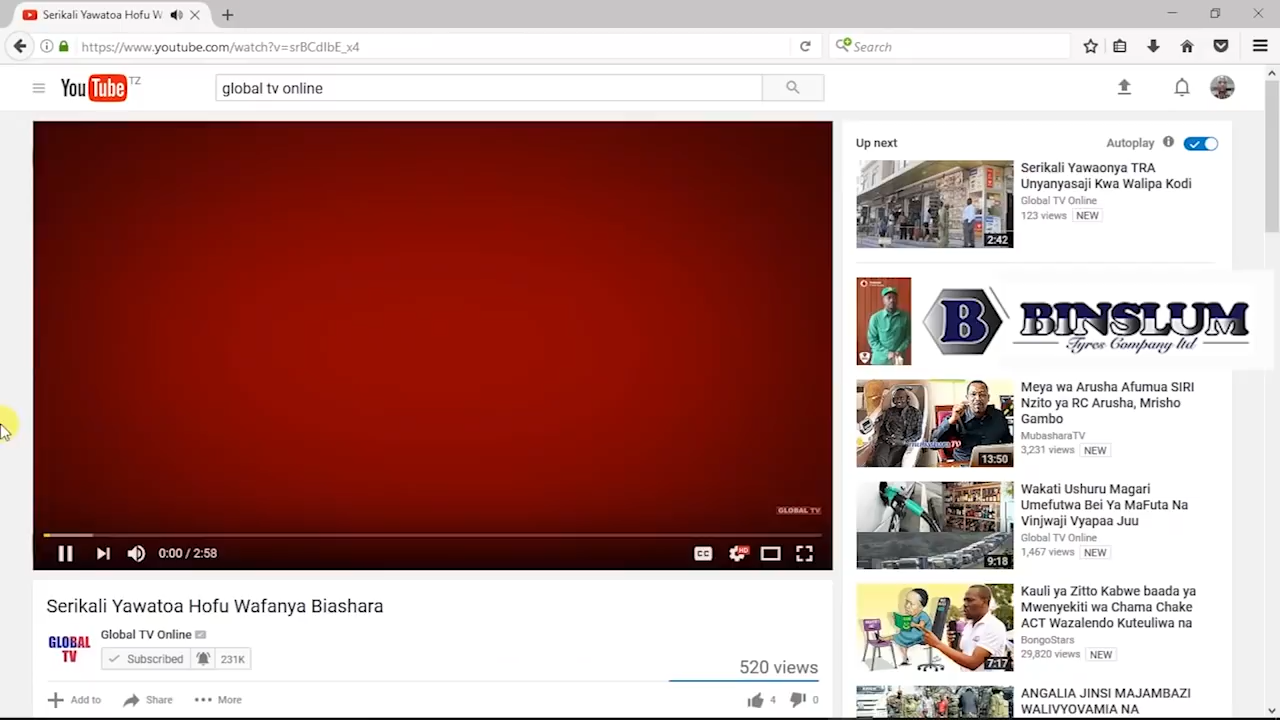 Serikali Yawatoa Hofu W
https://www.youtube.com/watch?v=srBCdIbE_x4
Search
YouTube TZ
global tv online
GLOBAL TV
0:00 / 2:58
CC
HD
Serikali Yawatoa Hofu Wafanya Biashara
GLOBAL
TV
Global TV Online
Subscribed
231K
520 views
Add to
Share
More
4
0
Up next
Autoplay
2:42
Serikali Yawaonya TRA
Unyanyasaji Kwa Walipa Kodi
Global TV Online
123 views NEW
B
BINSLUM
Tyres Company ltd
13:50
Meya wa Arusha Afumua SIRI
Nzito ya RC Arusha, Mrisho
Gambo
MubasharaTV
3,231 views NEW
9:18
Wakati Ushuru Magari
Umefutwa Bei Ya MaFuta Na
Vinjwaji Vyapaa Juu
Global TV Online
1,467 views NEW
7:17
Kauli ya Zitto Kabwe baada ya
Mwenyekiti wa Chama Chake
ACT Wazalendo Kuteuliwa na
BongoStars
29,820 views NEW
ANGALIA JINSI MAJAMBAZI
WALIVYOVAMIA NA